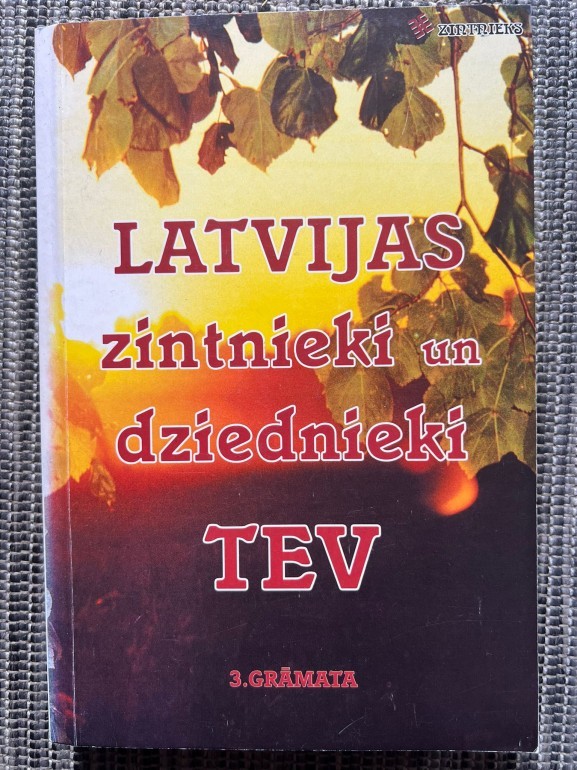 ZINTNIEKS
LATVIJAS
zintnieki un
dziednieki
TEV
3.GRĀMATA